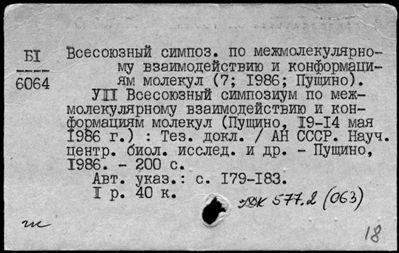 БІ
6064
Всесоюзный симпоз. по межмолекулярно-
му взаимодействию и конформаци-
ям молекул (7; 1986; Пущино).
УІІ Всесоюзный симпозиум по меж-
молекулярному взаимодействию и кон-
формациям молекул (Пущино, 19-14 мая
1986 г.) : Тез. докл. / АН СССР. Науч.
центр. биол. исслед. и др. - Пущино,
1986. - 200 с.
Авт. указ.: с. 179-183.
І р. 40 к.
УДК 577.2 (063)
18